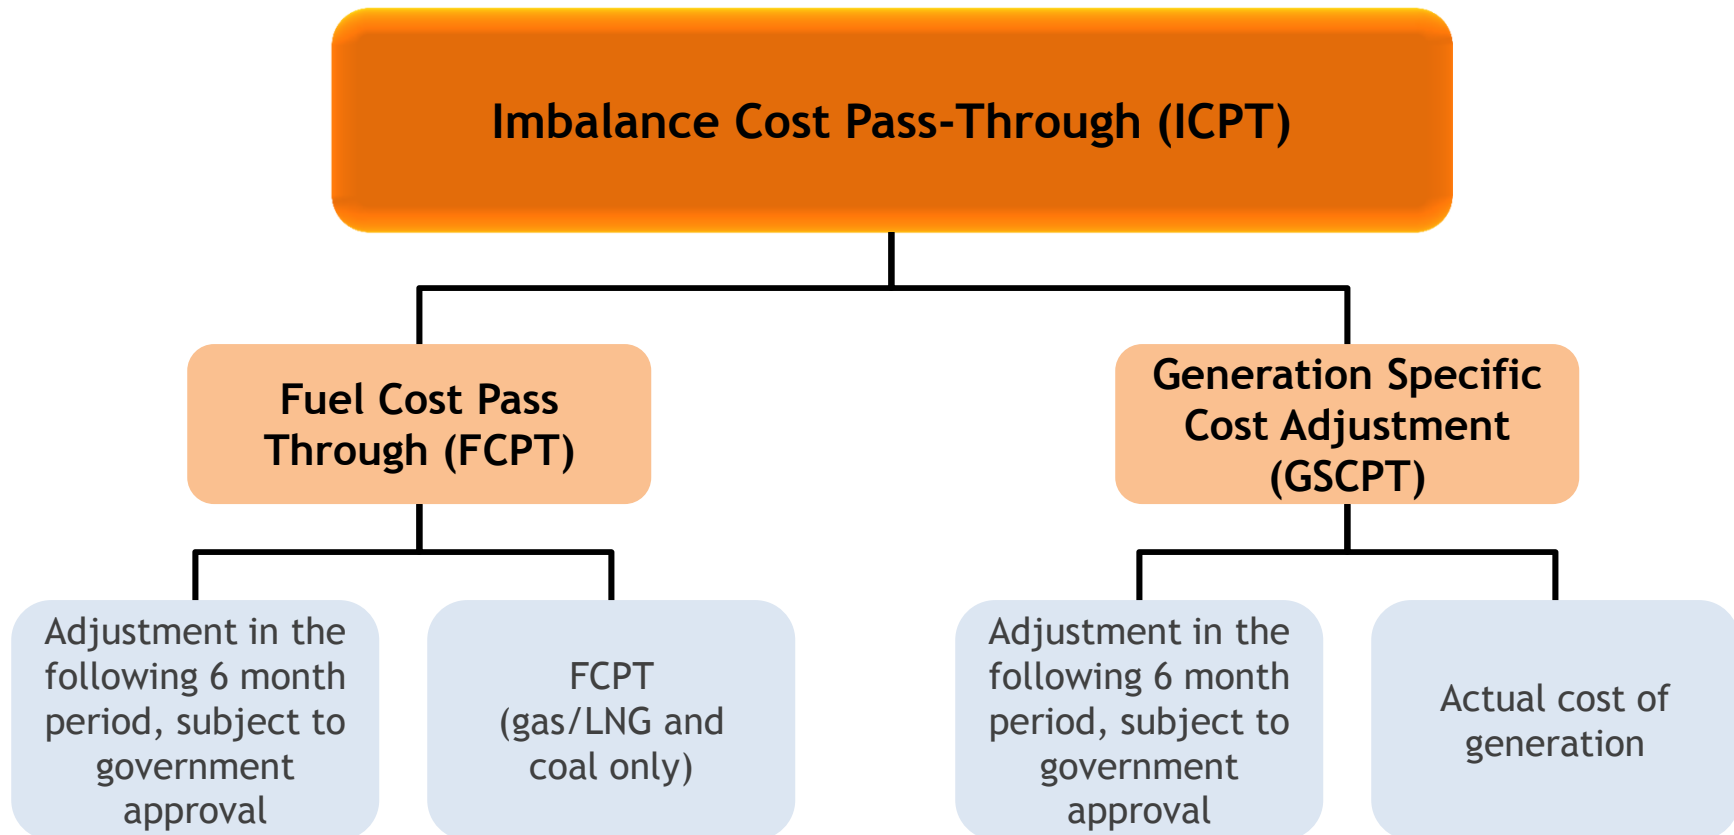 Imbalance Cost Pass-Through (ICPT)
Fuel Cost Pass
Through (FCPT)
Generation Specific
Cost Adjustment
(GSCPT)
Adjustment in the
following 6 month
period, subject to
government
approval
FCPT
(gas/LNG and
coal only)
Adjustment in the
following 6 month
period, subject to
government
approval
Actual cost of
generation